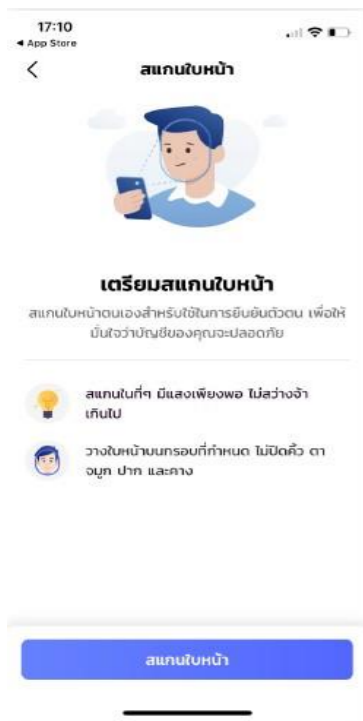 17:10
◀ App Store
สแกนใบหน้า
เตรียมสแกนใบหน้า
สแกนใบหน้าตนเองสำหรับใช้ในการยืนยันตัวตน เพื่อให้
มั่นใจว่าบัญชีของคุณจะปลอดภัย
สแกนในที่ๆ มีแสงเพียงพอ ไม่สว่างจ้า
เกินไป
วางใบหน้าบนกรอบที่กำหนด ไม่ปิดคิ้ว ตา
จมูก ปาก และคาง
สแกนใบหน้า